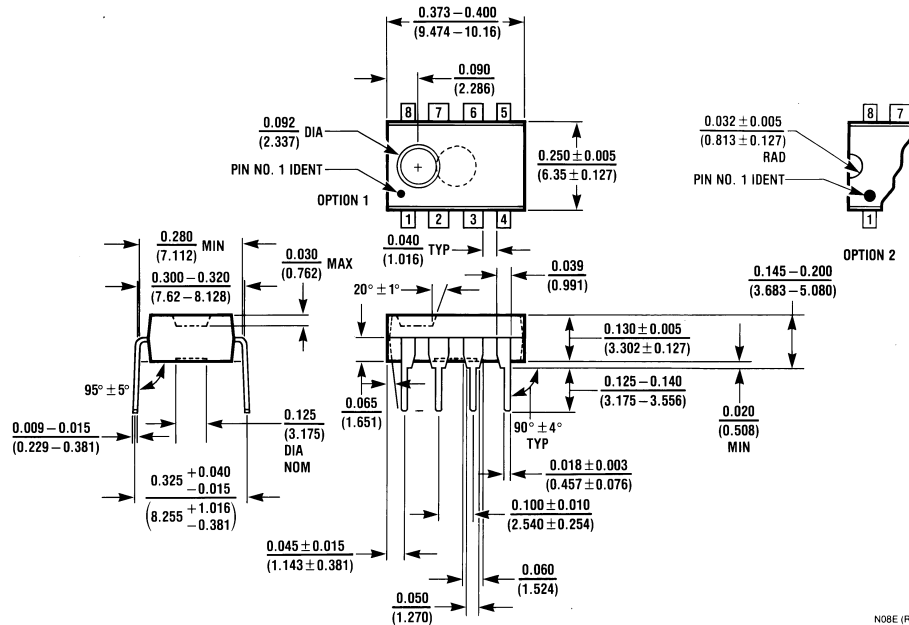 0.373–0.400
(9.474–10.16)
0.090
(2.286)
8 7 6 5
0.092 DIA
(2.337)
PIN NO. 1 IDENT
OPTION 1
1 2 3 4
0.250 ± 0.005
(6.35 ± 0.127)
8 7
0.032 ± 0.005
(0.813 ± 0.127)
RAD
PIN NO. 1 IDENT
1
OPTION 2
0.280 MIN
(7.112)
0.300–0.320
(7.62–8.128)
0.030 MAX
(0.762)
0.040 TYP
(1.016)
20° ± 1°
0.039
(0.991)
0.145–0.200
(3.683–5.080)
0.130 ± 0.005
(3.302 ± 0.127)
0.125–0.140
(3.175–3.556)
0.020
(0.508)
MIN
95° ± 5°
0.009–0.015
(0.229–0.381)
0.125
(3.175)
DIA
NOM
0.065
(1.651)
90° ± 4°
TYP
0.018 ± 0.003
(0.457 ± 0.076)
0.325 +0.040
−0.015
(8.255 +1.016
−0.381)
0.100 ± 0.010
(2.540 ± 0.254)
0.045 ± 0.015
(1.143 ± 0.381)
0.060
(1.524)
0.050
(1.270)
N08E (R